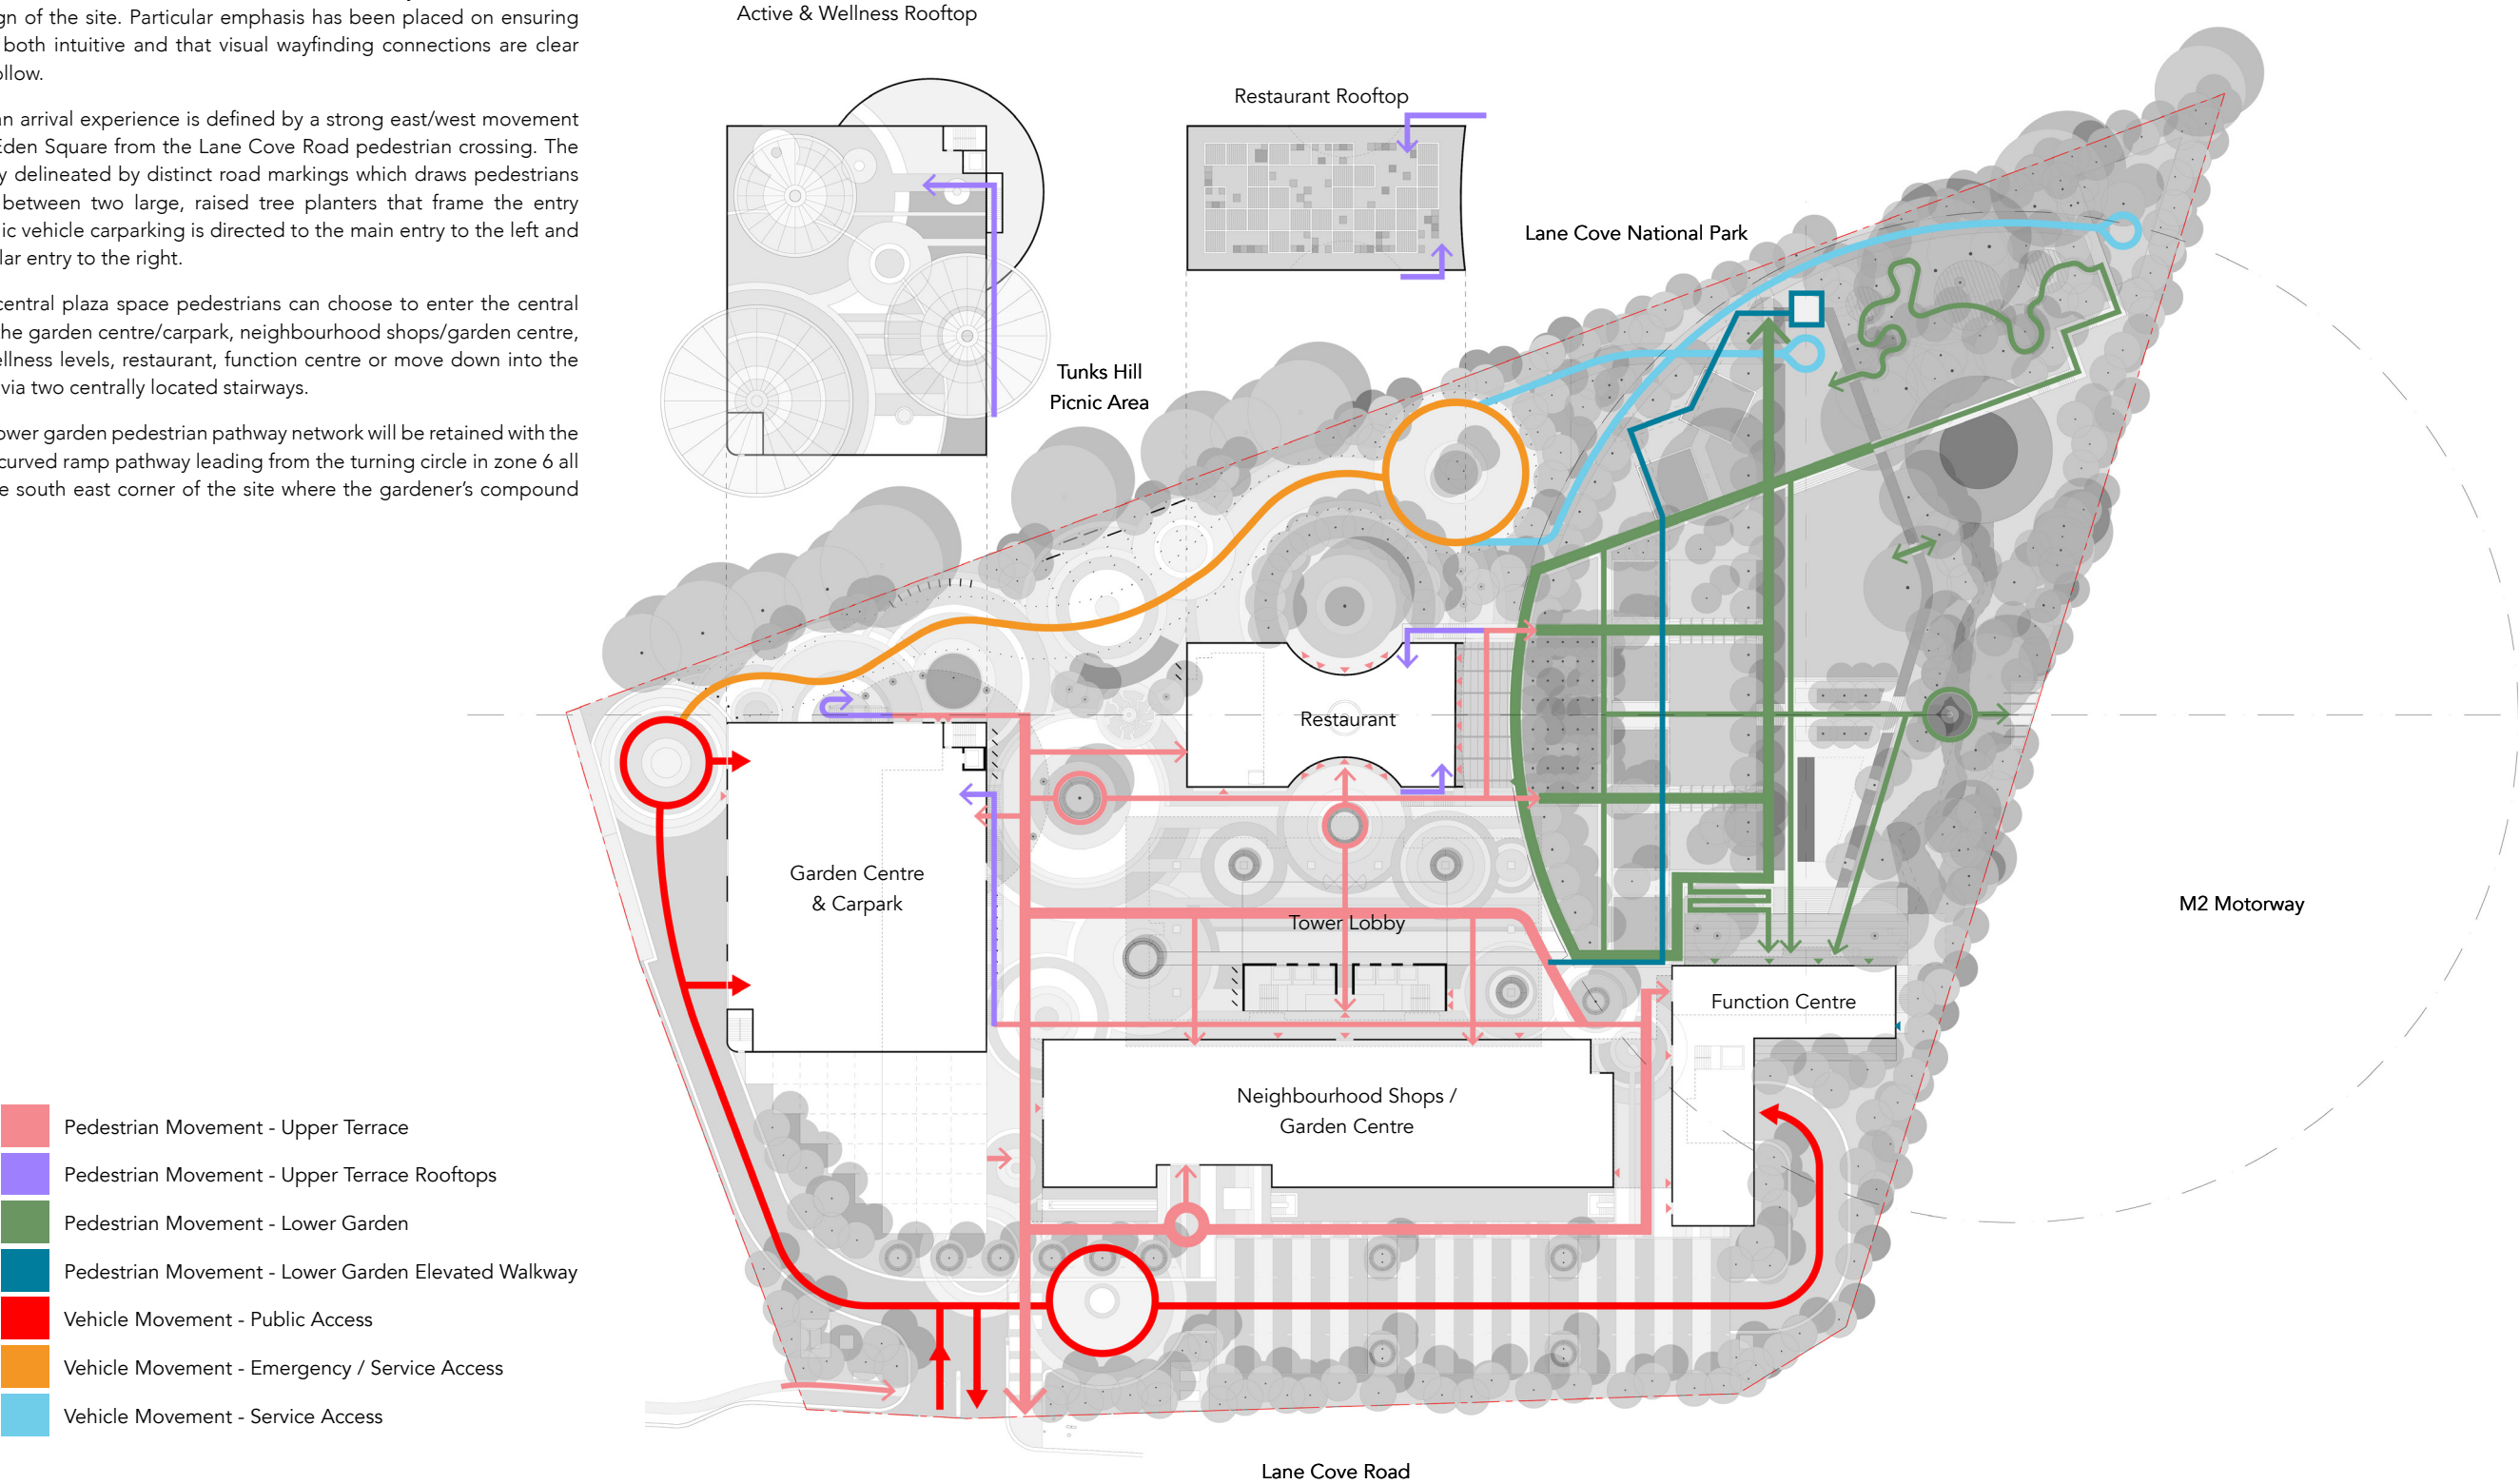 gn of the site. Particular emphasis has been placed on ensuring
both intuitive and that visual wayfinding connections are clear
ollow.
an arrival experience is defined by a strong east/west movement
Eden Square from the Lane Cove Road pedestrian crossing. The
y delineated by distinct road markings which draws pedestrians
between two large, raised tree planters that frame the entry
ic vehicle carparking is directed to the main entry to the left and
lar entry to the right.
central plaza space pedestrians can choose to enter the central
he garden centre/carpark, neighbourhood shops/garden centre,
ellness levels, restaurant, function centre or move down into the
via two centrally located stairways.
ower garden pedestrian pathway network will be retained with the
curved ramp pathway leading from the turning circle in zone 6 all
e south east corner of the site where the gardener's compound
Active & Wellness Rooftop
Restaurant Rooftop
Lane Cove National Park
Tunks Hill
Picnic Area
Restaurant
Garden Centre
& Carpark
Tower Lobby
M2 Motorway
Function Centre
Neighbourhood Shops /
Garden Centre
Lane Cove Road
Pedestrian Movement - Upper Terrace
Pedestrian Movement - Upper Terrace Rooftops
Pedestrian Movement - Lower Garden
Pedestrian Movement - Lower Garden Elevated Walkway
Vehicle Movement - Public Access
Vehicle Movement - Emergency / Service Access
Vehicle Movement - Service Access